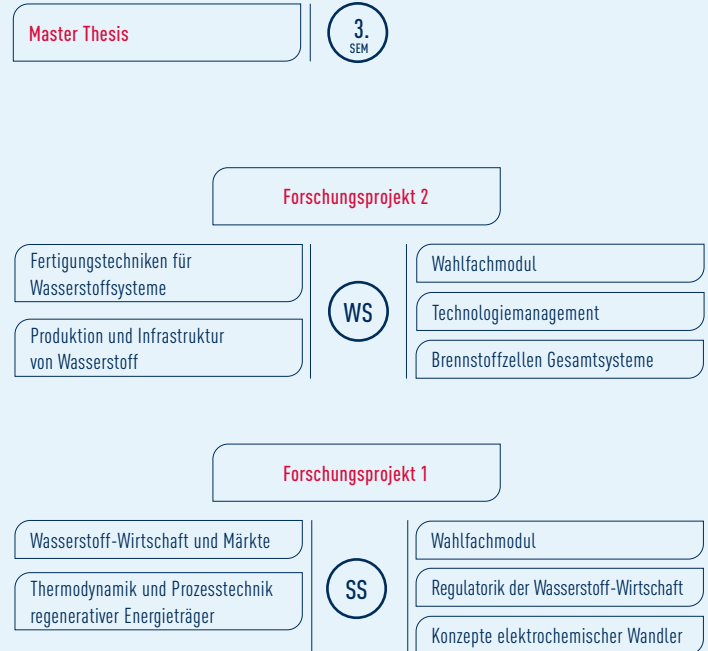 Master Thesis
3.
SEM
Forschungsprojekt 2
Fertigungstechniken für
Wasserstoffsysteme
Produktion und Infrastruktur
von Wasserstoff
WS
Wahlfachmodul
Technologiemanagement
Brennstoffzellen Gesamtsysteme
Forschungsprojekt 1
Wasserstoff-Wirtschaft und Märkte
Thermodynamik und Prozesstechnik
regenerativer Energieträger
SS
Wahlfachmodul
Regulatorik der Wasserstoff-Wirtschaft
Konzepte elektrochemischer Wandler